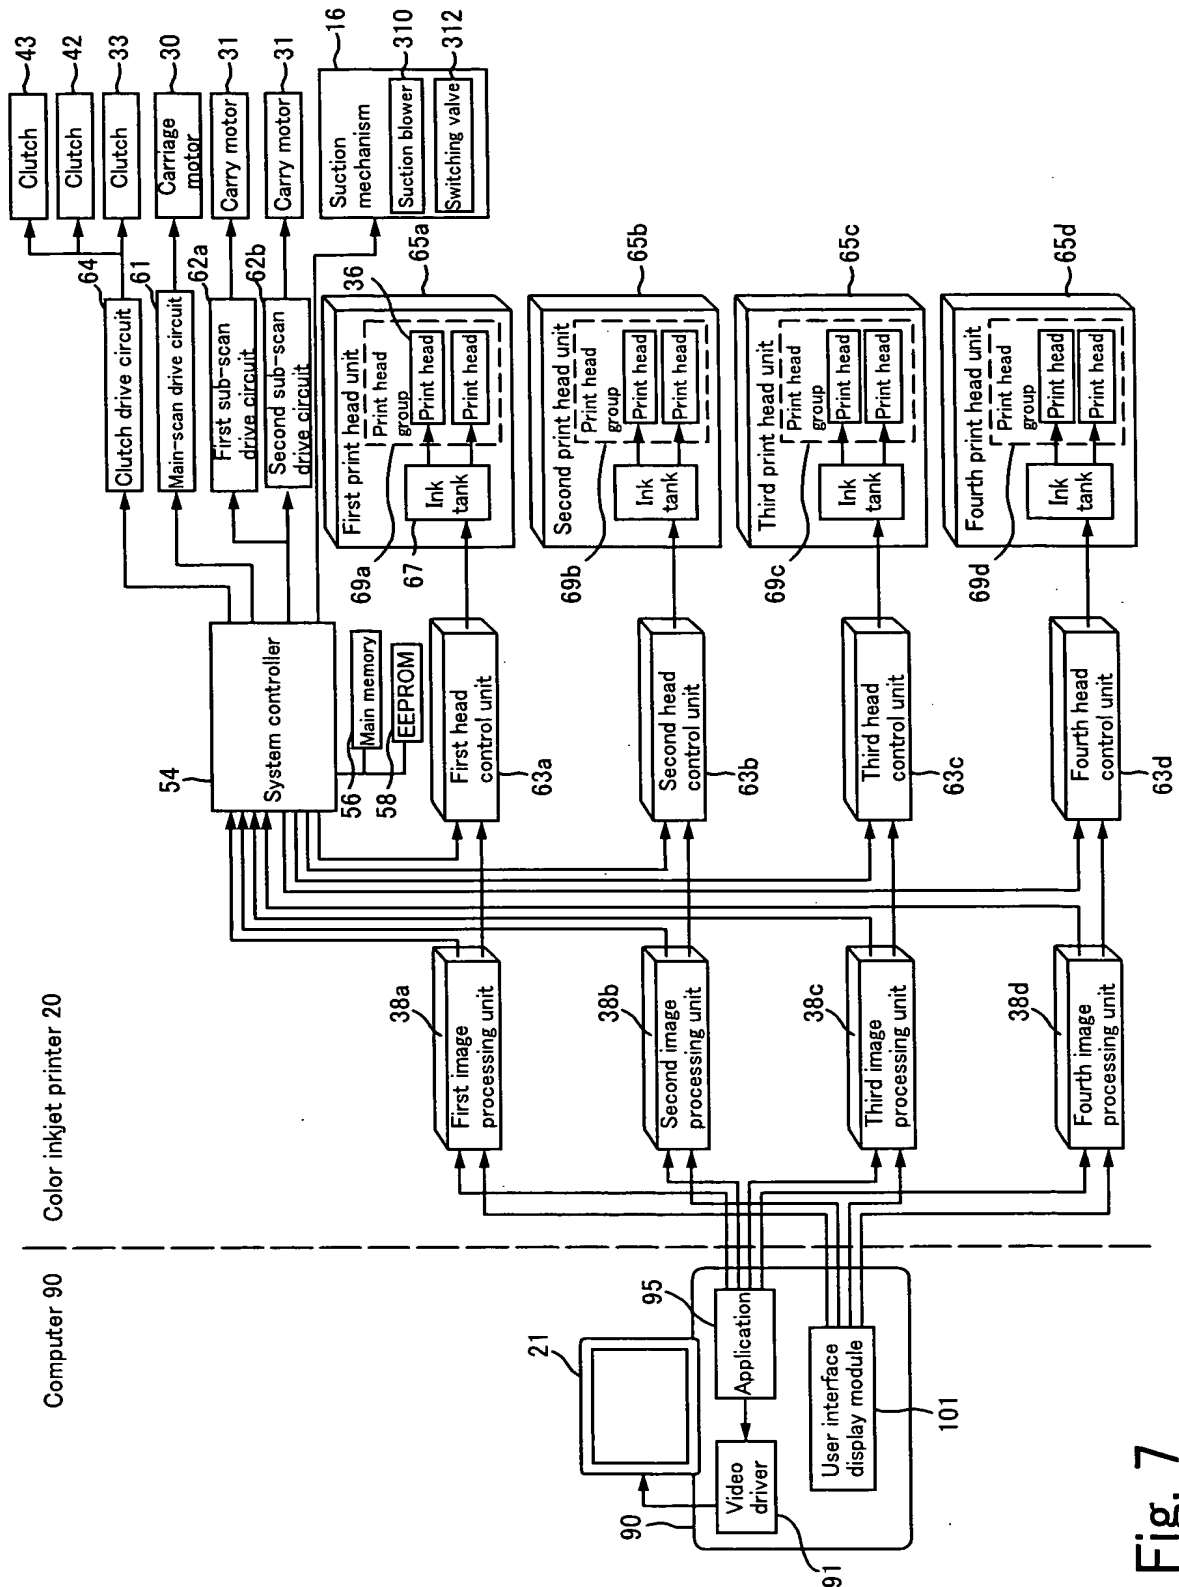 Computer 90
Color inkjet printer 20
21
95
90
Application
Video
driver
91
User interface
display module
101
38a
First image
processing unit
38b
Second image
processing unit
38c
Third image
processing unit
38d
Fourth image
processing unit
54
System controller
56
Main memory
58
EEPROM
First head
control unit
63a
Second head
control unit
63b
Third head
control unit
63c
Fourth head
control unit
63d
64
Clutch drive circuit
61
Main-scan drive circuit
62a
First sub-scan
drive circuit
62b
Second sub-scan
drive circuit
43
Clutch
42
Clutch
33
Clutch
30
Carriage
motor
31
Carry motor
31
Carry motor
16
Suction
mechanism
310
Suction blower
312
Switching valve
65a
First print head unit
36
Print head
group
Print head
Print head
69a
67
Ink
tank
65b
Second print head unit
Print head
group
Print head
Print head
69b
Ink
tank
65c
Third print head unit
Print head
group
Print head
Print head
69c
Ink
tank
65d
Fourth print head unit
Print head
group
Print head
Print head
69d
Ink
tank
Fig. 7